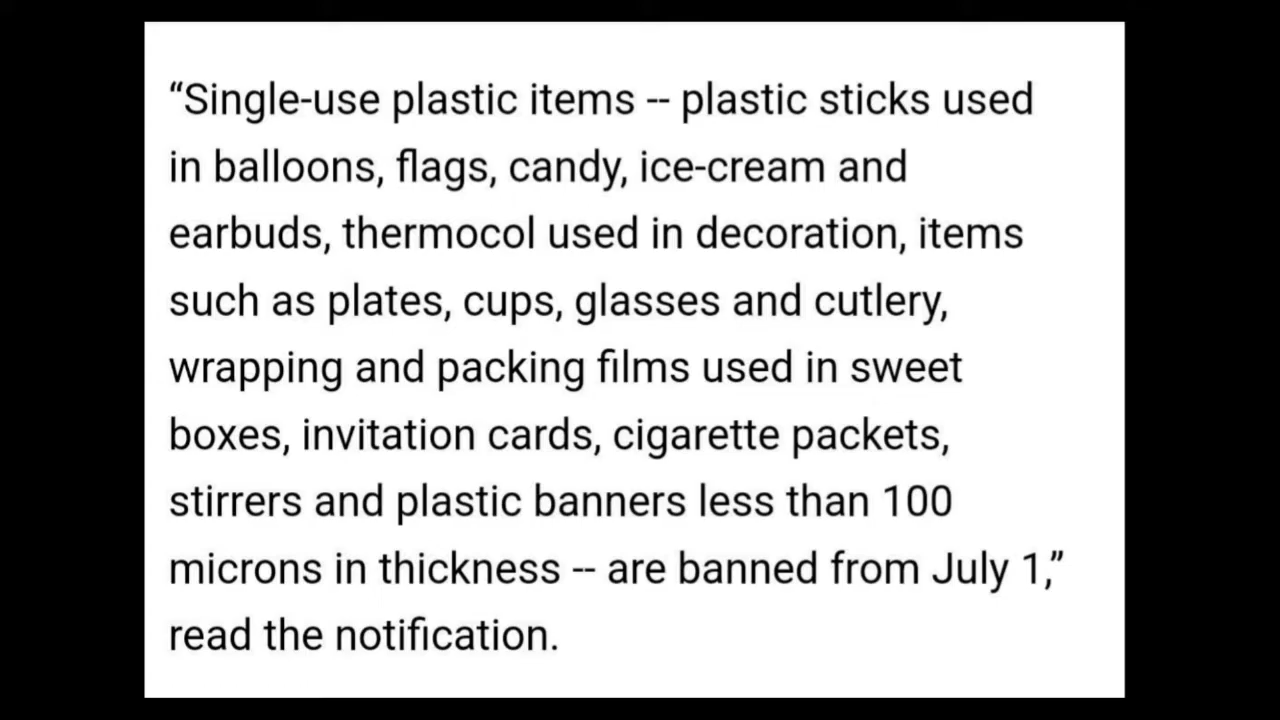 “Single-use plastic items -- plastic sticks used
in balloons, flags, candy, ice-cream and
earbuds, thermocol used in decoration, items
such as plates, cups, glasses and cutlery,
wrapping and packing films used in sweet
boxes, invitation cards, cigarette packets,
stirrers and plastic banners less than 100
microns in thickness -- are banned from July 1,”
read the notification.